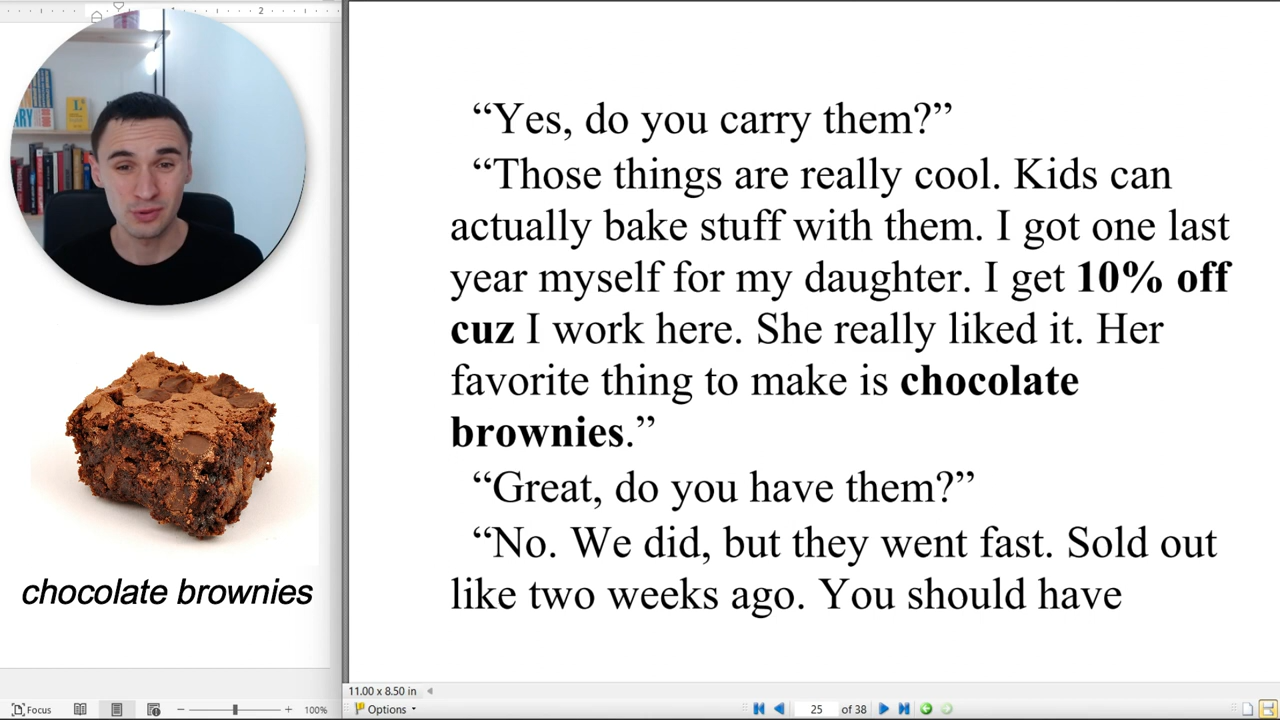 1
2
ARY
L
"Yes, do you carry them?"
"Those things are really cool. Kids can
actually bake stuff with them. I got one last
year myself for my daughter. I get 10% off
cuz I work here. She really liked it. Her
favorite thing to make is chocolate
brownies."
"Great, do you have them?"
"No. We did, but they went fast. Sold out
like two weeks ago. You should have
chocolate brownies
11.00 x 8.50 in
Focus
100%
Options
25 of 38